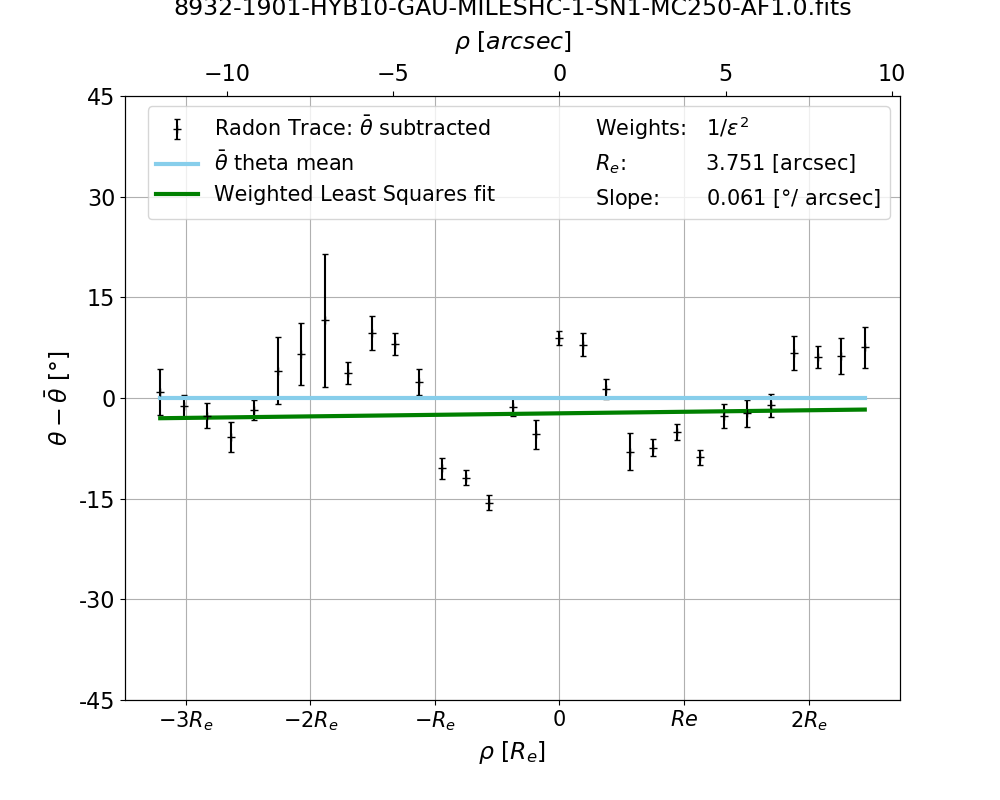 8932-1901-HYB10-GAU-MILESHC-1-SN1-MC250-AF1.0.fits
ρ [arcsec]
−10 −5 0 5 10
Radon Trace: θ̄ subtracted
θ̄ theta mean
Weighted Least Squares fit
Weights: 1/ε²
Rₑ: 3.751 [arcsec]
Slope: 0.061 [°/ arcsec]
θ − θ̄ [°]
45
30
15
0
-15
-30
-45
−3Rₑ −2Rₑ −Rₑ 0 Re 2Rₑ
ρ [Rₑ]